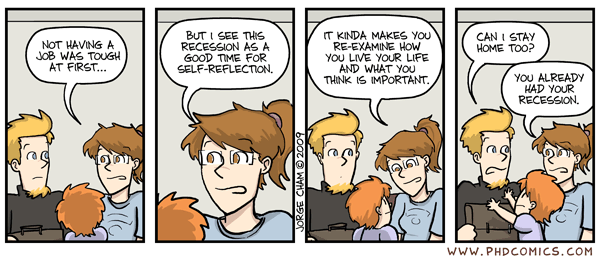 NOT HAVING A
JOB WAS TOUGH
AT FIRST...
BUT I SEE THIS
RECESSION AS A
GOOD TIME FOR
SELF-REFLECTION.
JORGE CHAM © 2009
IT KINDA MAKES YOU
RE-EXAMINE HOW
YOU LIVE YOUR LIFE
AND WHAT YOU
THINK IS IMPORTANT.
CAN I STAY
HOME TOO?
YOU ALREADY
HAD YOUR
RECESSION.
WWW.PHDCOMICS.COM